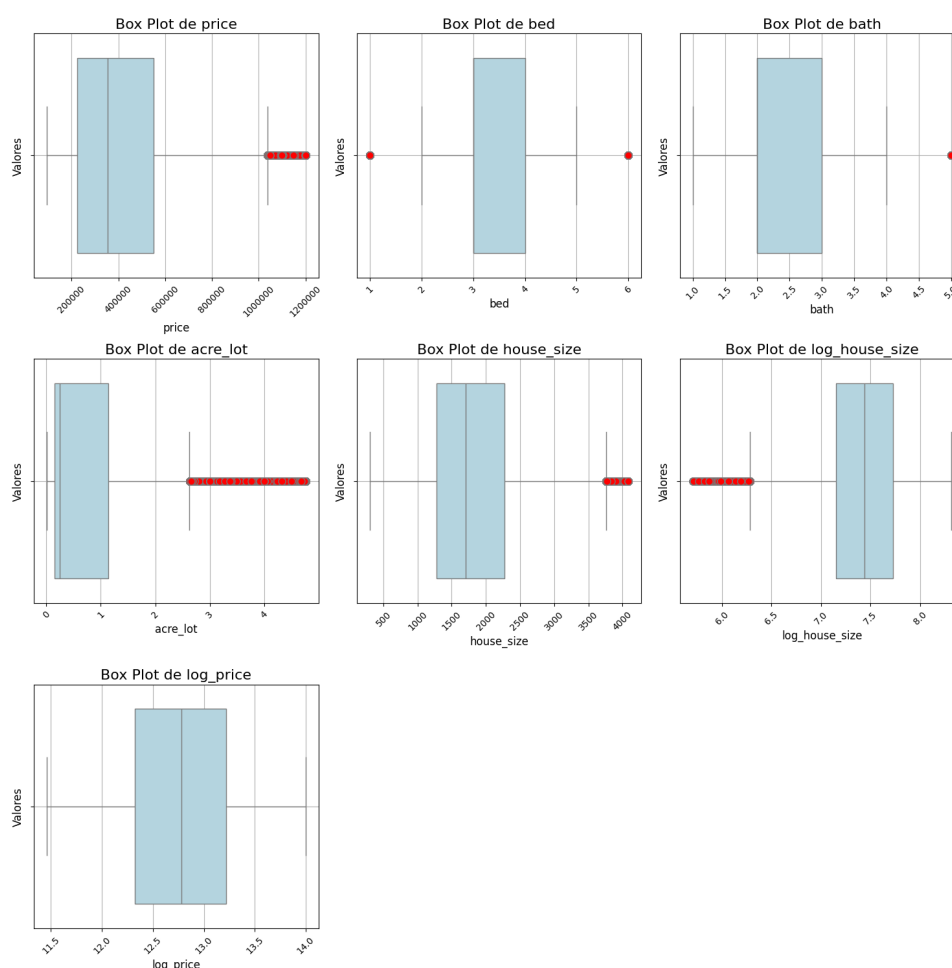 Box Plot de price
Valores
200000
400000
600000
800000
1000000
1200000
price
Box Plot de bed
Valores
1
2
3
4
5
6
bed
Box Plot de bath
Valores
1.0
1.5
2.0
2.5
3.0
3.5
4.0
4.5
5.0
bath
Box Plot de acre_lot
Valores
0
1
2
3
4
acre_lot
Box Plot de house_size
Valores
500
1000
1500
2000
2500
3000
3500
4000
house_size
Box Plot de log_house_size
Valores
6.0
6.5
7.0
7.5
8.0
log_house_size
Box Plot de log_price
Valores
11.5
12.0
12.5
13.0
13.5
14.0
log_price